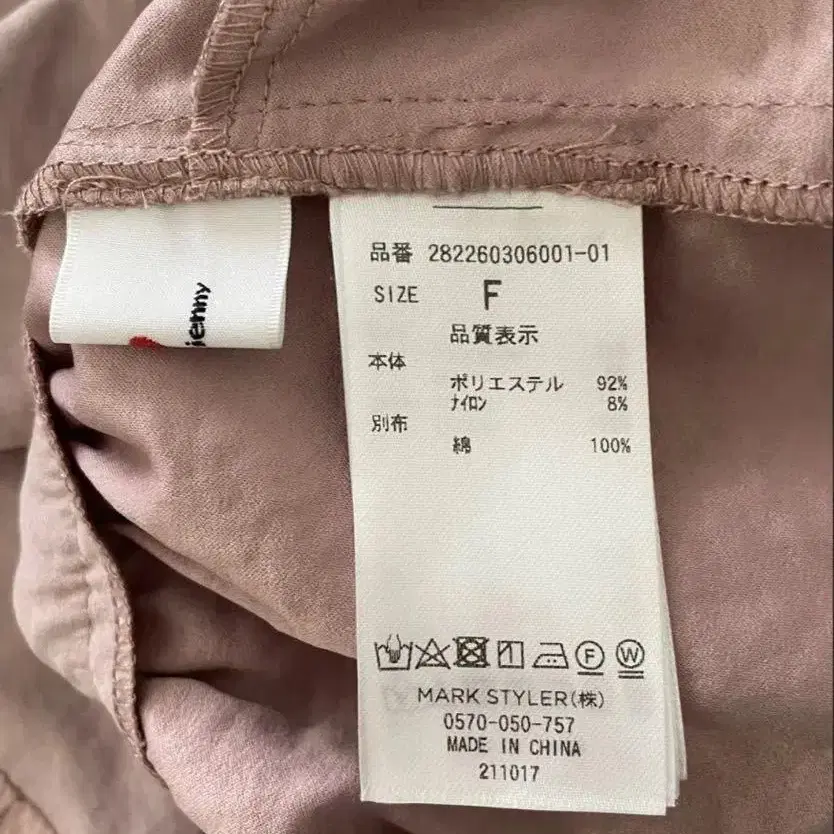 jenny
品番 282260306001-01
SIZE F
品質表示
本体
ポリエステル 92%
ナイロン 8%
別布
綿 100%
F W
MARK STYLER(株)
0570-050-757
MADE IN CHINA
211017